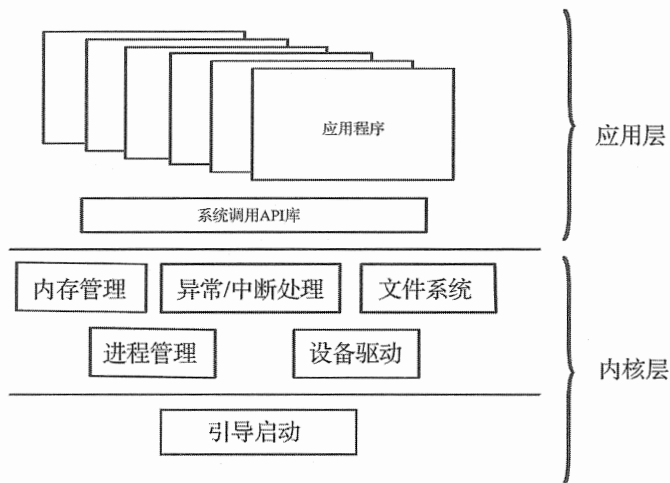 应用程序
应用层
系统调用API库
内存管理
异常/中断处理
文件系统
进程管理
设备驱动
内核层
引导启动